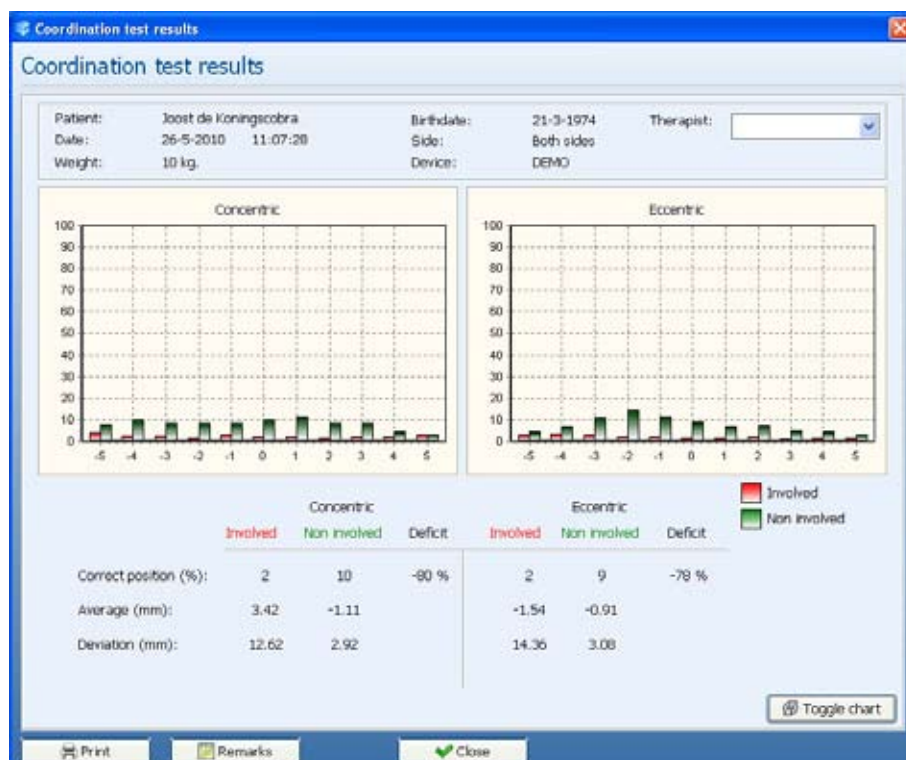 Coordination test results
Coordination test results
Patient: Joost de Koningscobra Birthdate: 21-3-1974 Therapist:
Date: 26-5-2010 11:07:28 Side: Both sides
Weight: 10 kg. Device: DEMO
Concentric
100
90
80
70
60
50
40
30
20
10
0
-5 -4 -3 -2 -1 0 1 2 3 4 5
Eccentric
100
90
80
70
60
50
40
30
20
10
0
-5 -4 -3 -2 -1 0 1 2 3 4 5
Involved
Non involved
Concentric Eccentric
Involved Non involved Deficit Involved Non involved Deficit
Correct position (%): 2 10 -80 % 2 9 -78 %
Average (mm): 3.42 -1.11 -1.54 -0.91
Deviation (mm): 12.62 2.92 14.36 3.08
Toggle chart
Print Remarks Close